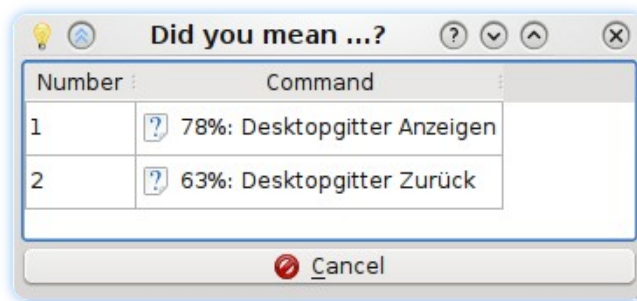 Did you mean ...?
Number Command
1 78%: Desktopgitter Anzeigen
2 63%: Desktopgitter Zurück
Cancel